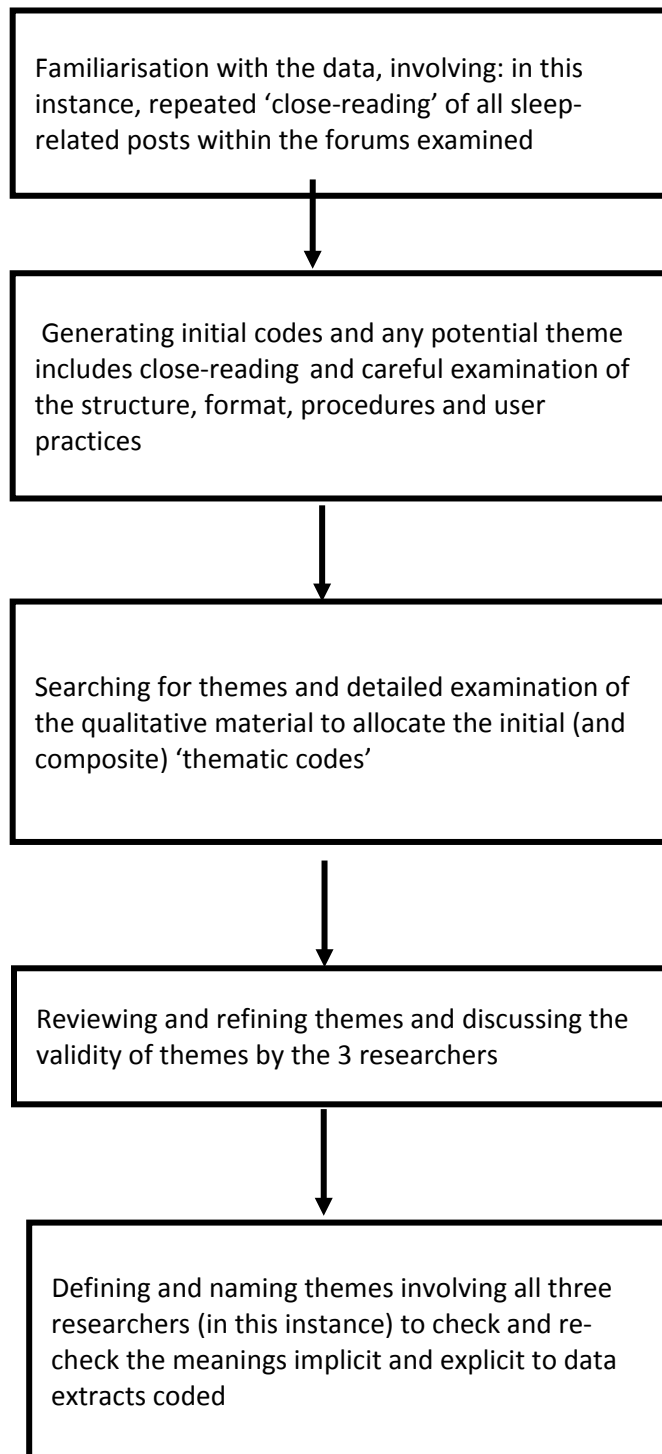 Familiarisation with the data, involving: in this
instance, repeated ‘close-reading’ of all sleep-
related posts within the forums examined
Generating initial codes and any potential theme
includes close-reading and careful examination of
the structure, format, procedures and user
practices
Searching for themes and detailed examination of
the qualitative material to allocate the initial (and
composite) ‘thematic codes’
Reviewing and refining themes and discussing the
validity of themes by the 3 researchers
Defining and naming themes involving all three
researchers (in this instance) to check and re-
check the meanings implicit and explicit to data
extracts coded